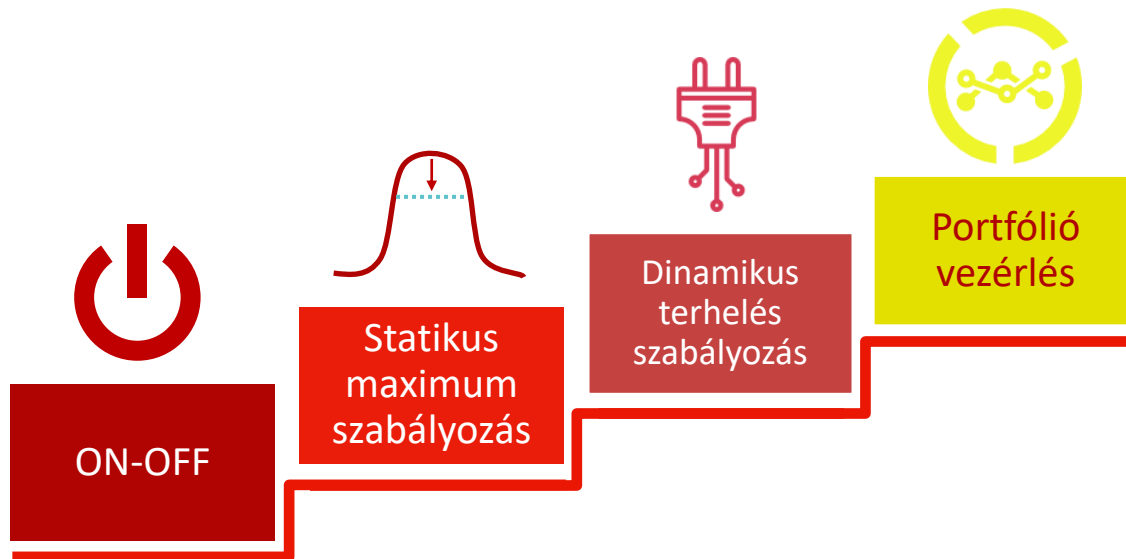 ON-OFF
Statikus
maximum
szabályozás
Dinamikus
terhelés
szabályozás
Portfólió
vezérlés